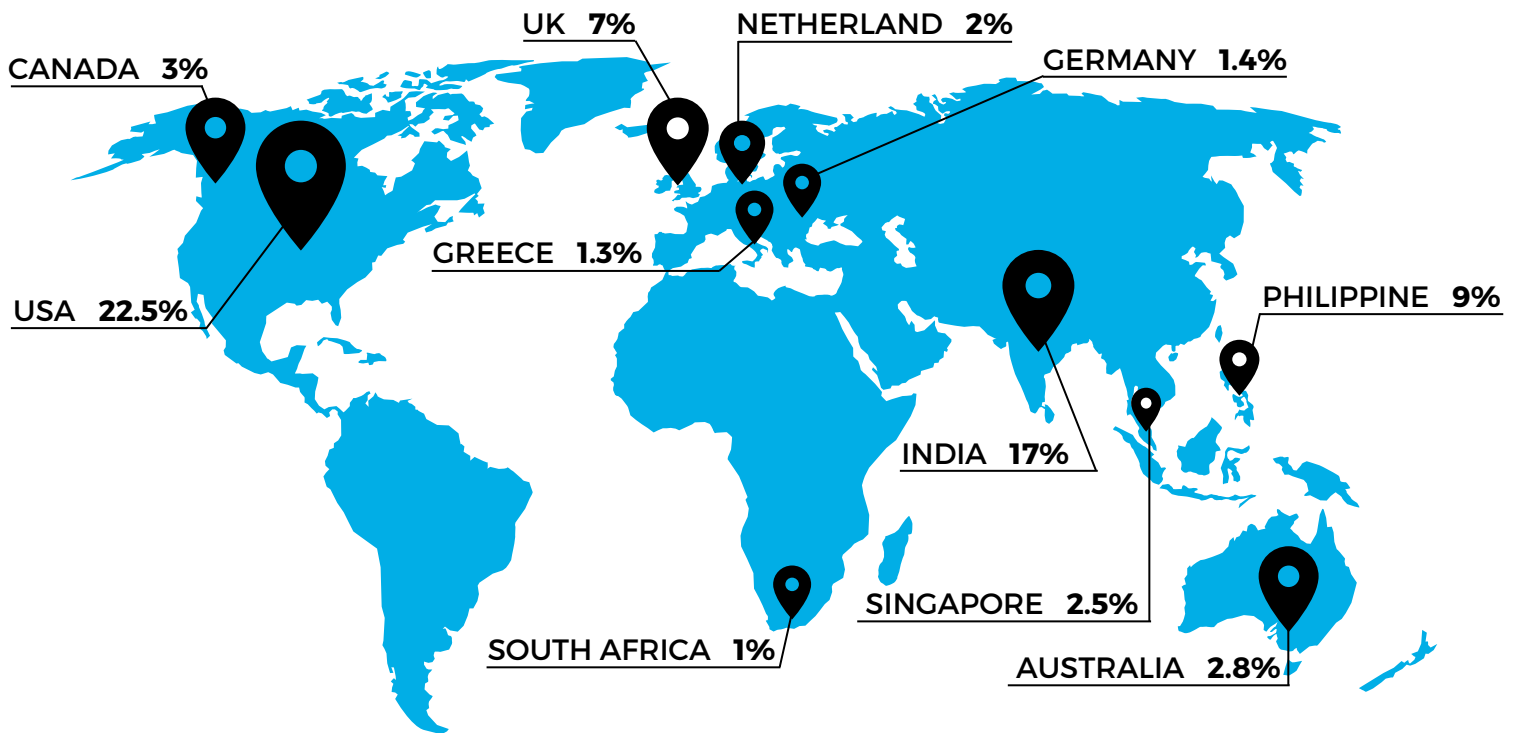 UK 7%
NETHERLAND 2%
GERMANY 1.4%
CANADA 3%
GREECE 1.3%
USA 22.5%
PHILIPPINE 9%
INDIA 17%
SINGAPORE 2.5%
SOUTH AFRICA 1%
AUSTRALIA 2.8%